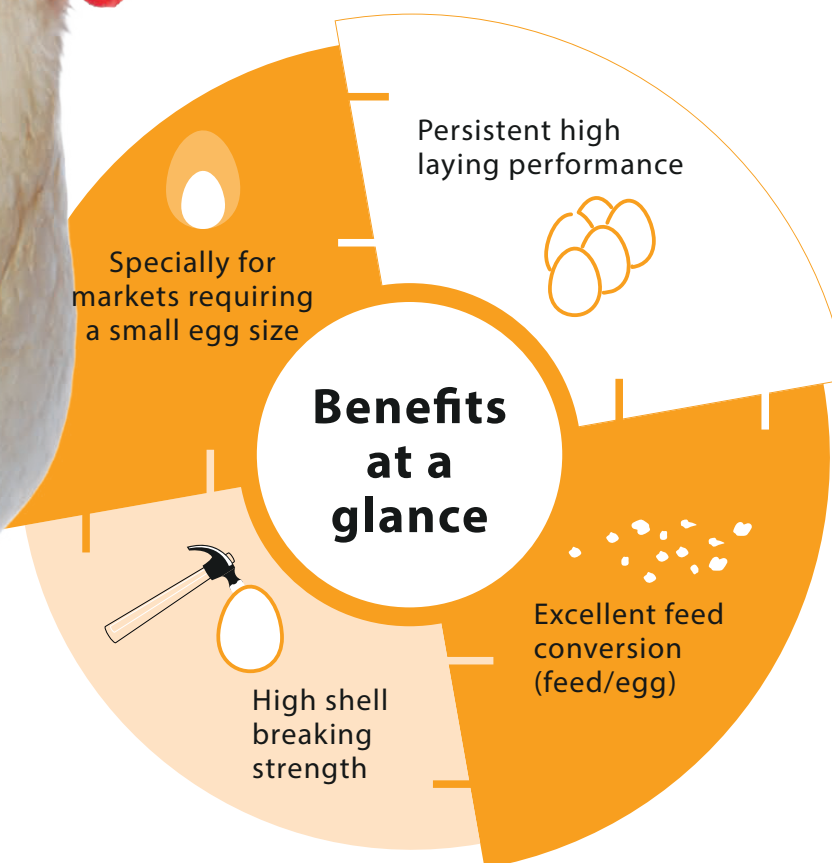 Persistent high
laying performance
Specially for
markets requiring
a small egg size
Benefits
at a
glance
Excellent feed
conversion
(feed/egg)
High shell
breaking
strength